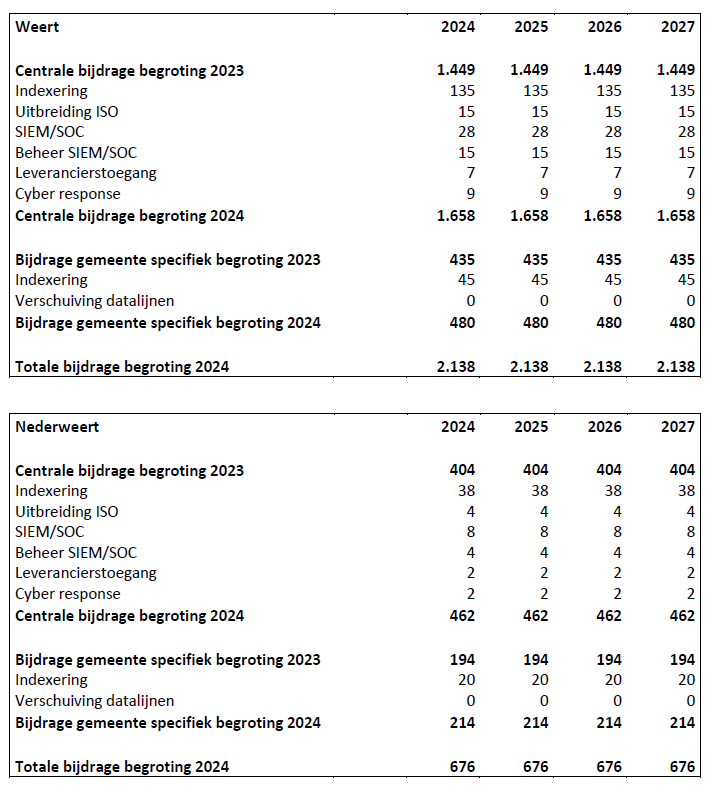 Weert 2024 2025 2026 2027
Centrale bijdrage begroting 2023 1.449 1.449 1.449 1.449
Indexering 135 135 135 135
Uitbreiding ISO 15 15 15 15
SIEM/SOC 28 28 28 28
Beheer SIEM/SOC 15 15 15 15
Leverancierstoegang 7 7 7 7
Cyber response 9 9 9 9
Centrale bijdrage begroting 2024 1.658 1.658 1.658 1.658
Bijdrage gemeente specifiek begroting 2023 435 435 435 435
Indexering 45 45 45 45
Verschuiving datalijnen 0 0 0 0
Bijdrage gemeente specifiek begroting 2024 480 480 480 480
Totale bijdrage begroting 2024 2.138 2.138 2.138 2.138
Nederweert 2024 2025 2026 2027
Centrale bijdrage begroting 2023 404 404 404 404
Indexering 38 38 38 38
Uitbreiding ISO 4 4 4 4
SIEM/SOC 8 8 8 8
Beheer SIEM/SOC 4 4 4 4
Leverancierstoegang 2 2 2 2
Cyber response 2 2 2 2
Centrale bijdrage begroting 2024 462 462 462 462
Bijdrage gemeente specifiek begroting 2023 194 194 194 194
Indexering 20 20 20 20
Verschuiving datalijnen 0 0 0 0
Bijdrage gemeente specifiek begroting 2024 214 214 214 214
Totale bijdrage begroting 2024 676 676 676 676